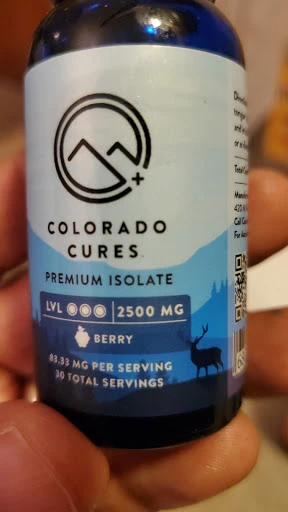 COLORADO
CURES
PREMIUM ISOLATE
LVL 2500 MG
BERRY
83.33 MG PER SERVING
30 TOTAL SERVINGS